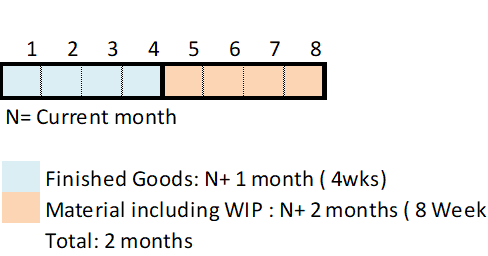 1 2 3 4 5 6 7 8
N= Current month
Finished Goods: N+ 1 month ( 4wks)
Material including WIP : N+ 2 months ( 8 Week
Total: 2 months